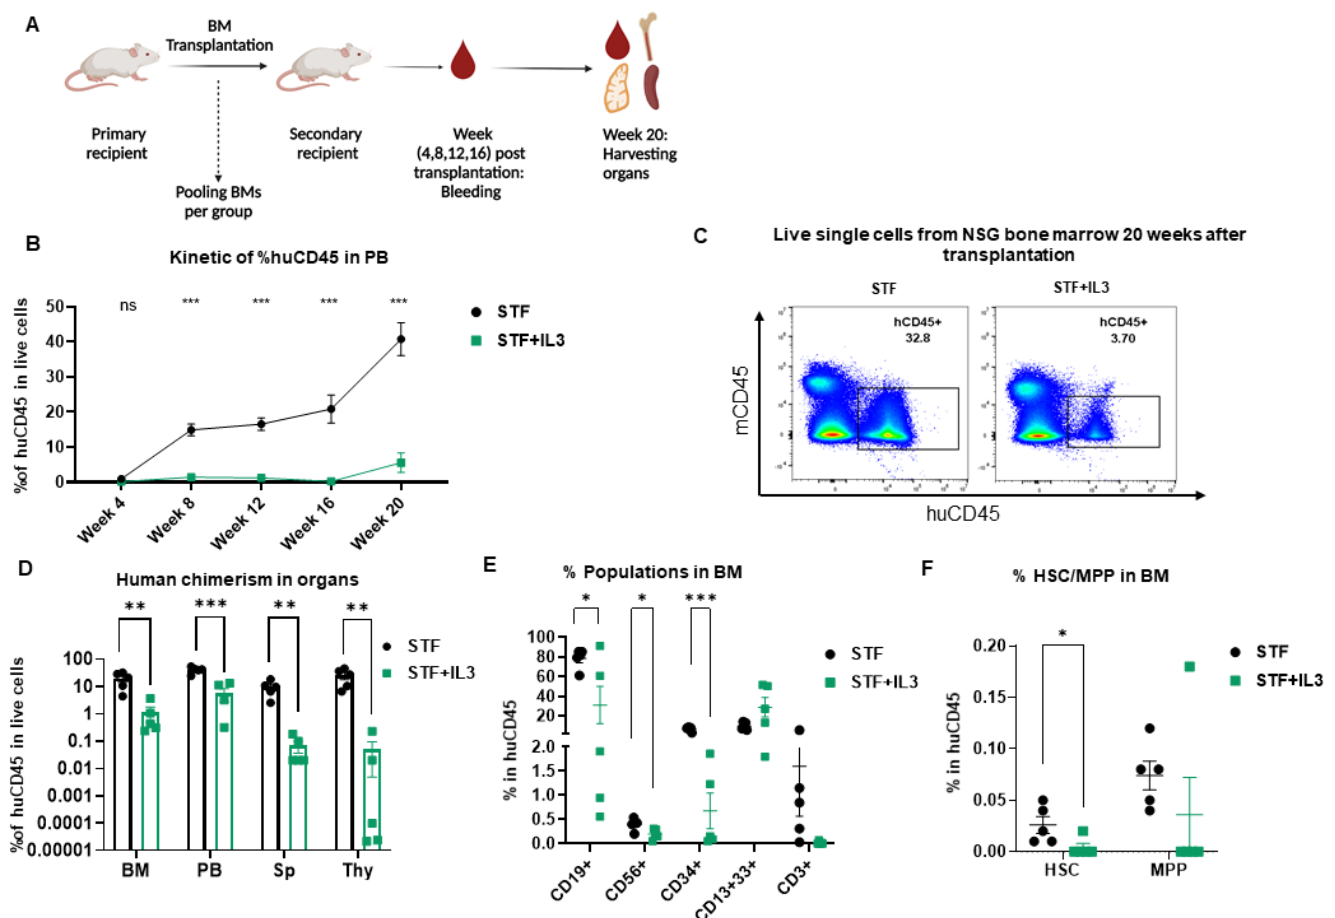 A
BM
Transplantation
Primary
recipient
Pooling BMs
per group
Secondary
recipient
Week
(4,8,12,16) post
transplantation:
Bleeding
Week 20:
Harvesting
organs
B
Kinetic of %huCD45 in PB
%of huCD45 in live cells
50
40
30
20
10
0
ns
***
***
***
***
Week 4
Week 8
Week 12
Week 16
Week 20
STF
STF+IL3
C
Live single cells from NSG bone marrow 20 weeks after
transplantation
STF
STF+IL3
hCD45+
32.8
hCD45+
3.70
mCD45
huCD45
D
Human chimerism in organs
%of huCD45 in live cells
**
***
**
**
100
10
1
0.1
0.01
0.001
0.0001
0.00001
BM
PB
Sp
Thy
STF
STF+IL3
E
% Populations in BM
% in huCD45
*
*
***
100
80
60
40
20
2.0
1.5
1.0
0.5
0.0
CD19+
CD56+
CD34+
CD13+33+
CD3+
STF
STF+IL3
F
% HSC/MPP in BM
% in huCD45
*
0.20
0.15
0.10
0.05
0.00
HSC
MPP
STF
STF+IL3